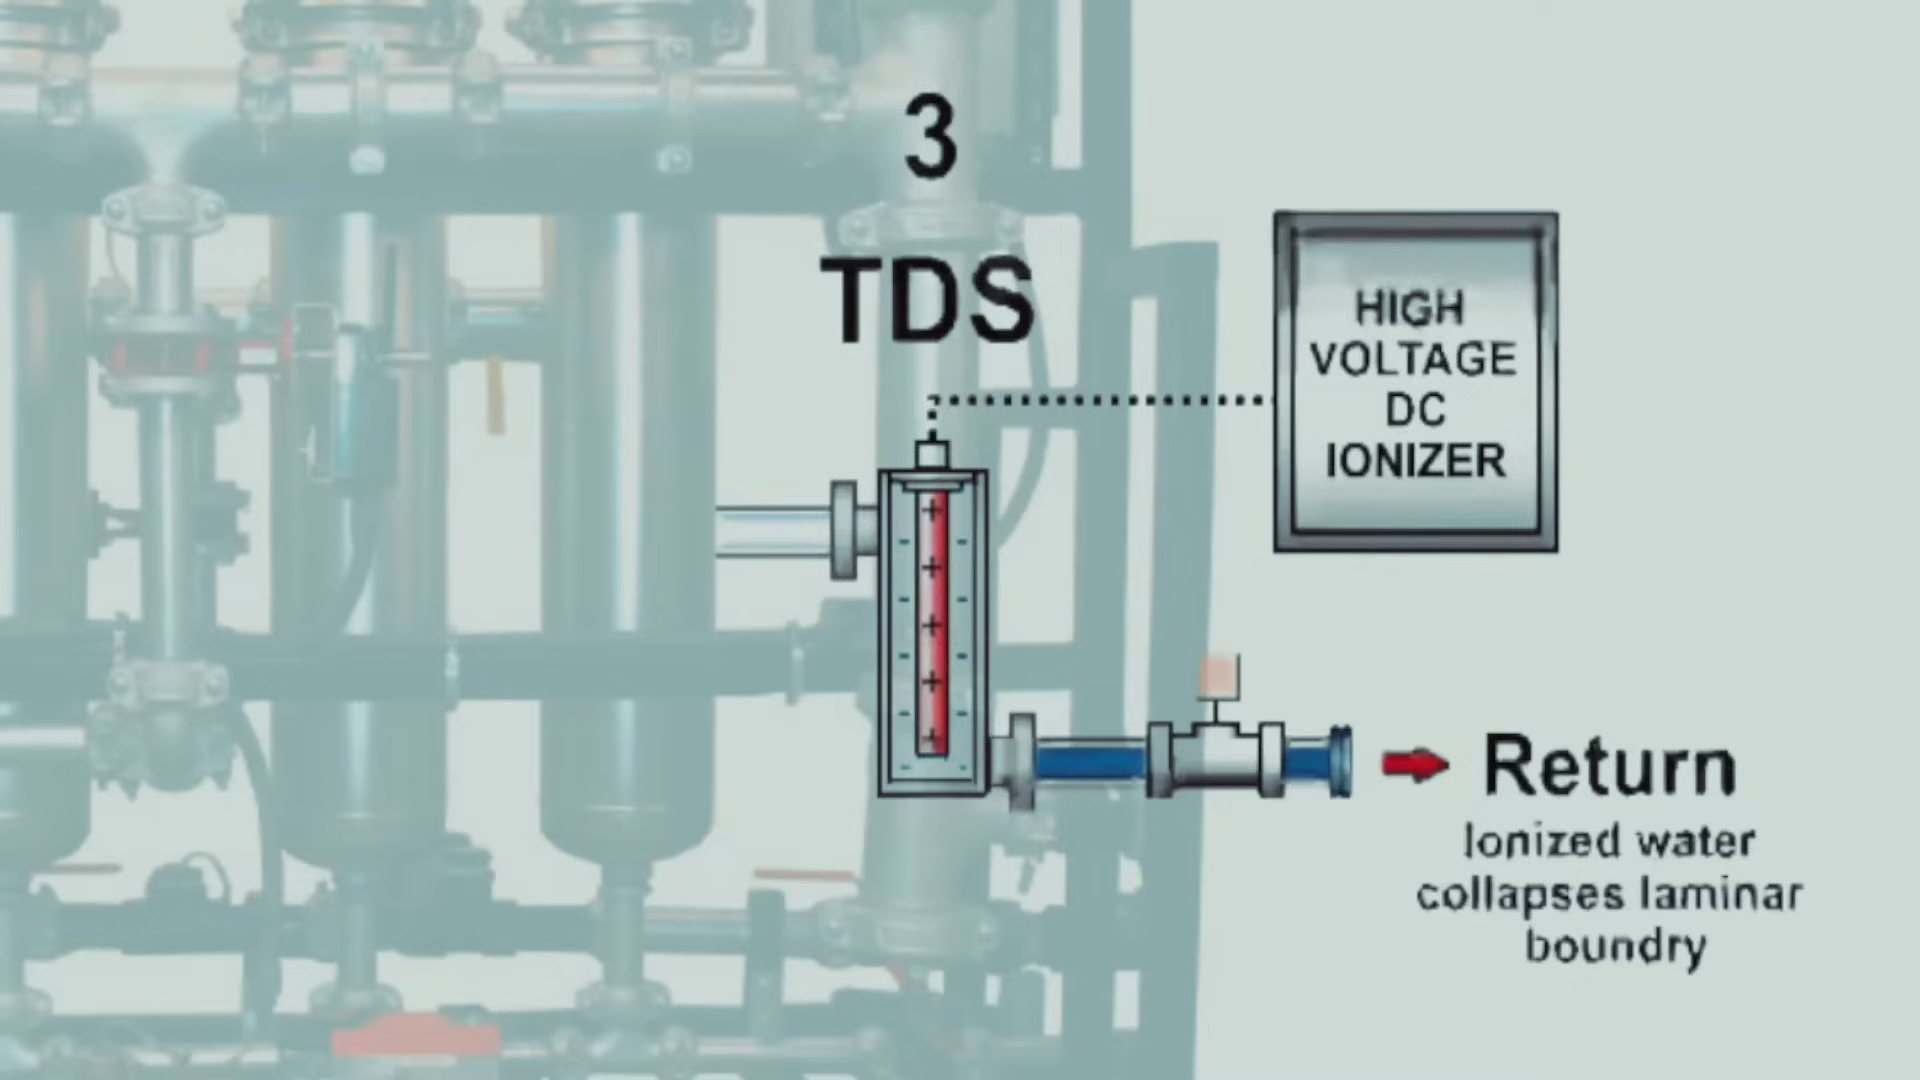 3
TDS
HIGH
VOLTAGE
DC
IONIZER
+
+
+
+
+
Return
Ionized water
collapses laminar
boundry